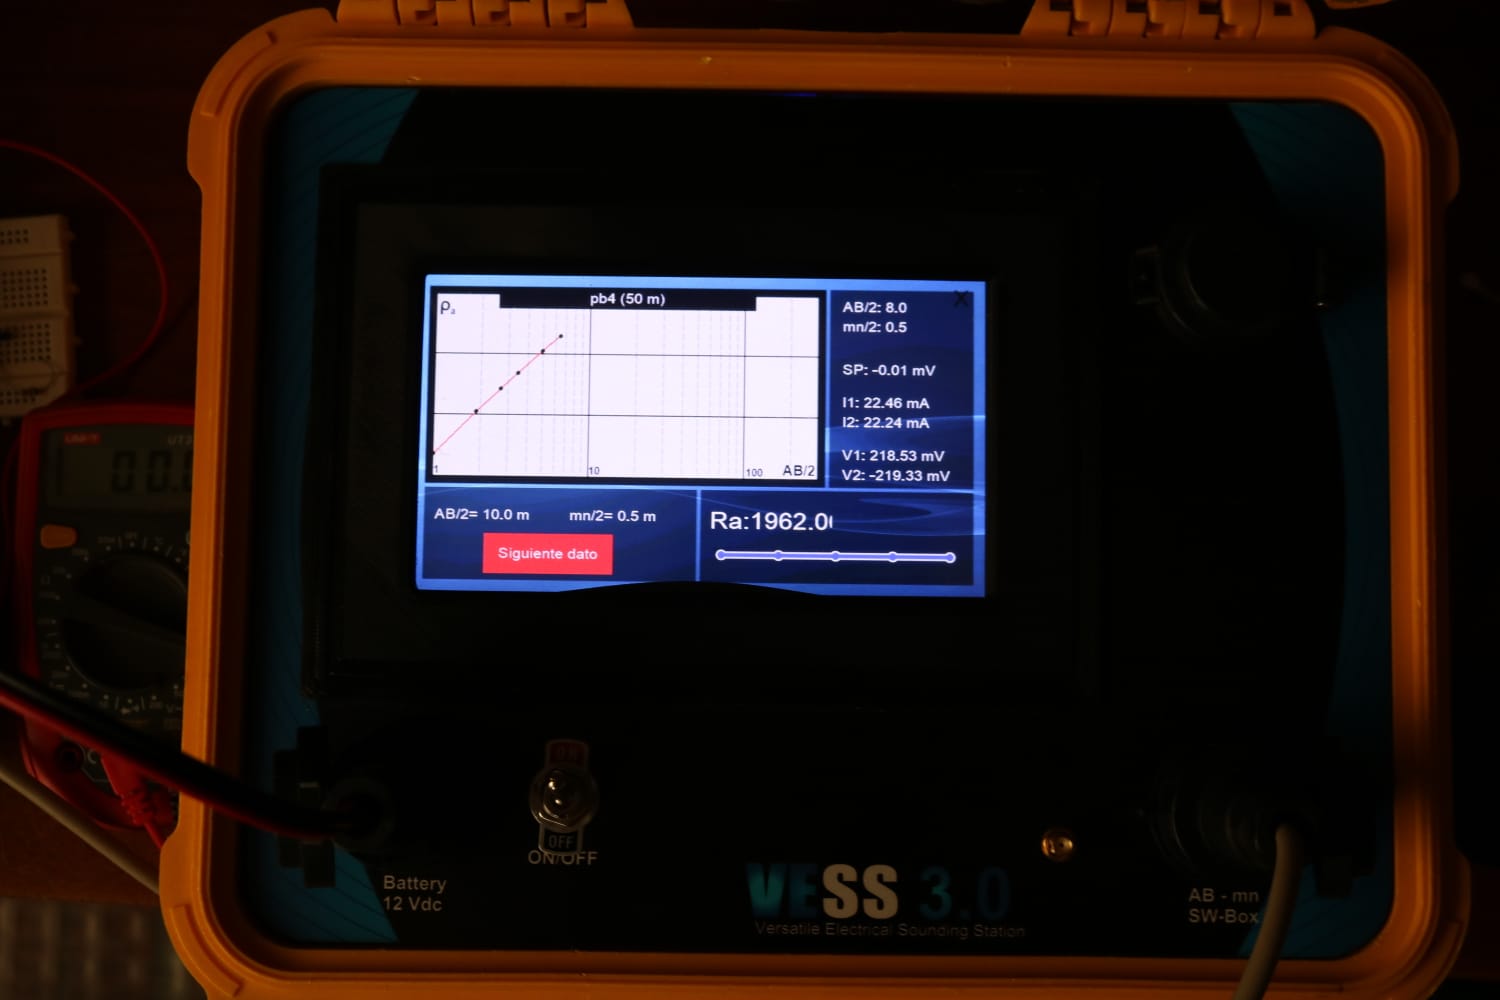 pb4 (50 m)
ρa
1
10
100
AB/2
AB/2: 8.0
mn/2: 0.5
X
SP: -0.01 mV
I1: 22.46 mA
I2: 22.24 mA
V1: 218.53 mV
V2: -219.33 mV
AB/2= 10.0 m
mn/2= 0.5 m
Siguiente dato
Ra:1962.0
UNI-T
ON
OFF
ON/OFF
Battery
12 Vdc
VESS 3.0
Versatile Electrical Sounding Station
AB - mn
SW-Box